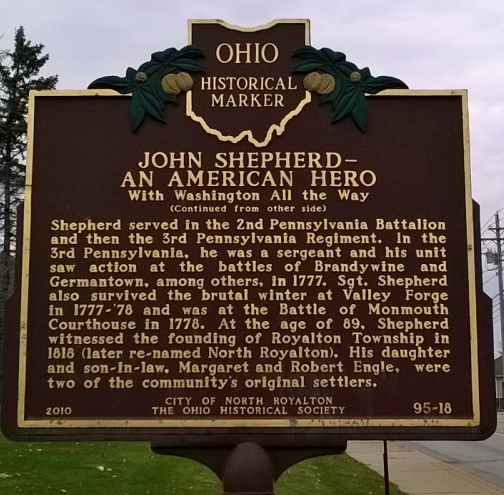 OHIO
HISTORICAL
MARKER
JOHN SHEPHERD–
AN AMERICAN HERO
With Washington All the Way
(Continued from other side)
Shepherd served in the 2nd Pennsylvania Battalion
and then the 3rd Pennsylvania Regiment. In the
3rd Pennsylvania, he was a sergeant and his unit
saw action at the battles of Brandywine and
Germantown, among others, in 1777. Sgt. Shepherd
also survived the brutal winter at Valley Forge
in 1777-'78 and was at the Battle of Monmouth
Courthouse in 1778. At the age of 89, Shepherd
witnessed the founding of Royalton Township in
1818 (later re-named North Royalton). His daughter
and son-in-law, Margaret and Robert Engle, were
two of the community's original settlers.
CITY OF NORTH ROYALTON
2010 THE OHIO HISTORICAL SOCIETY 95-18